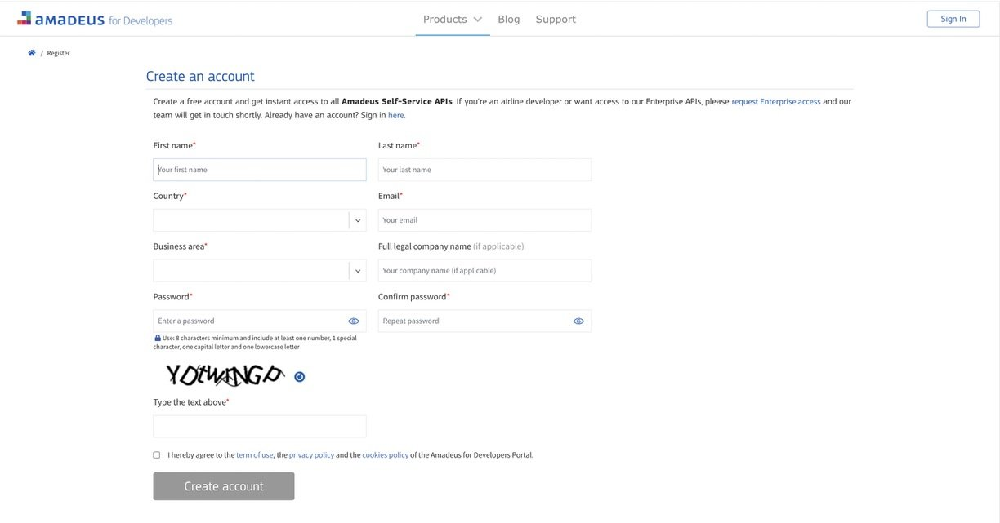 amadeus for Developers
Products Blog Support
Sign In
/ Register
Create an account
Create a free account and get instant access to all Amadeus Self-Service APIs. If you're an airline developer or want access to our Enterprise APIs, please request Enterprise access and our
team will get in touch shortly. Already have an account? Sign in here.
First name* Last name*
Your first name Your last name
Country* Email*
Your email
Business area* Full legal company name (if applicable)
Your company name (if applicable)
Password* Confirm password*
Enter a password Repeat password
Use: 8 characters minimum and include at least one number, 1 special
character, one capital letter and one lowercase letter
Type the text above*
I hereby agree to the term of use, the privacy policy and the cookies policy of the Amadeus for Developers Portal.
Create account